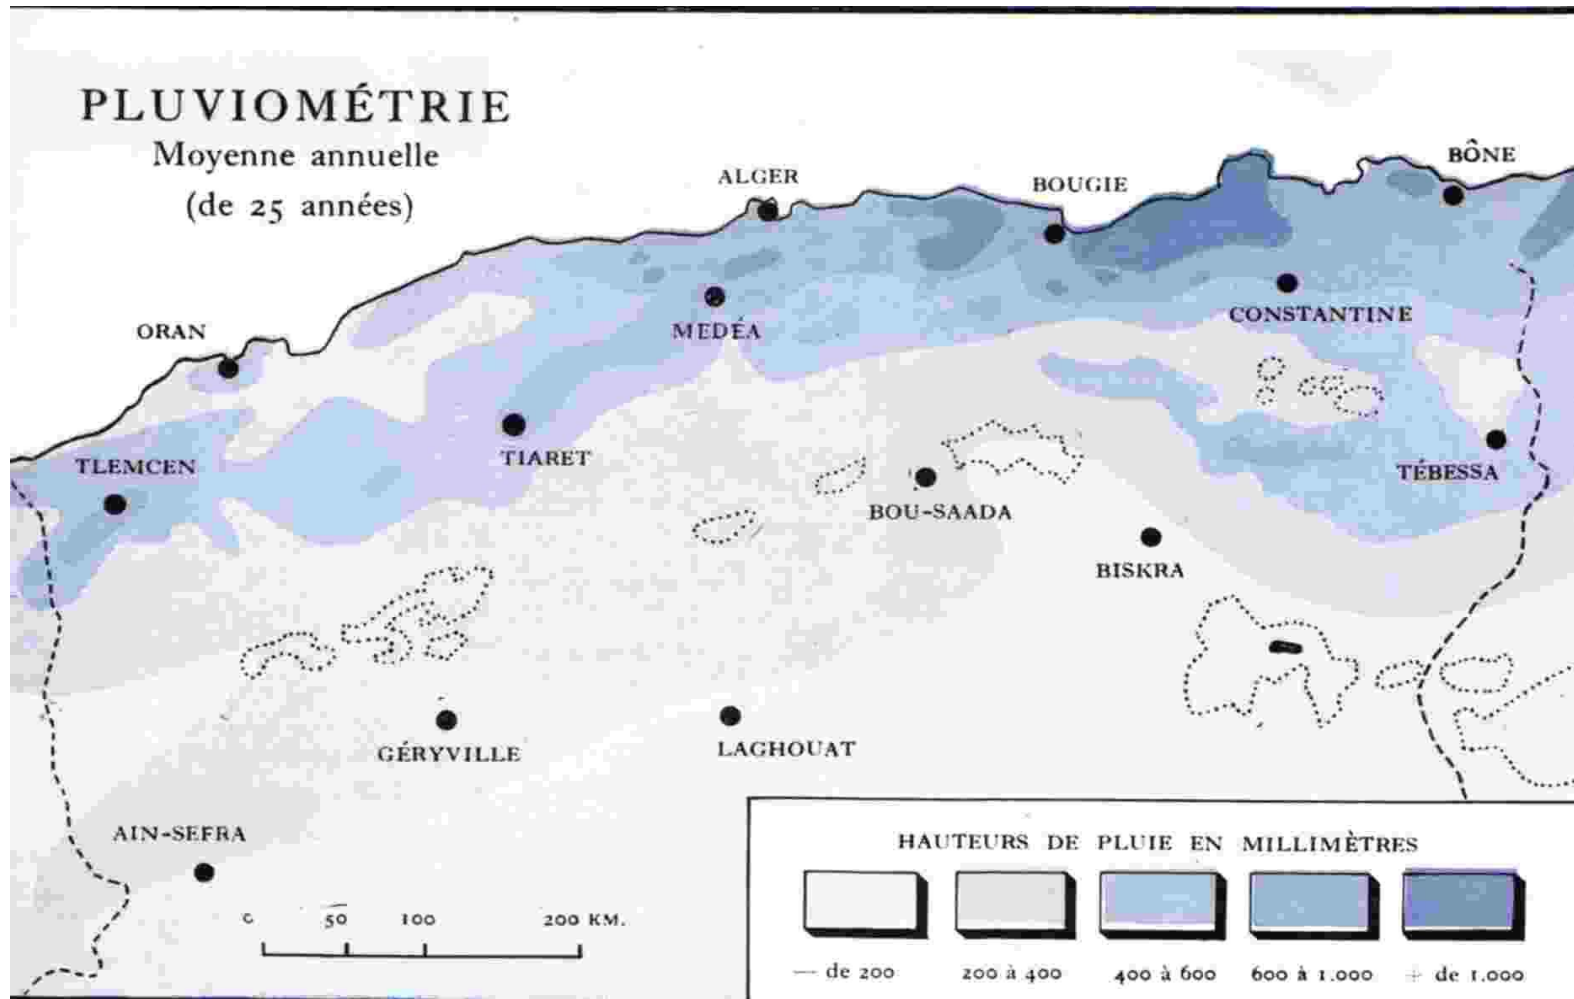 PLUVIOMÉTRIE
Moyenne annuelle
(de 25 années)
ALGER
BOUGIE
BÔNE
ORAN
MEDÉA
CONSTANTINE
TLEMCEN
TIARET
TÉBESSA
BOU-SAADA
BISKRA
GÉRYVILLE
LAGHOUAT
AIN-SEFRA
50 100 200 KM.
HAUTEURS DE PLUIE EN MILLIMÈTRES
— de 200 200 à 400 400 à 600 600 à 1.000 + de 1.000